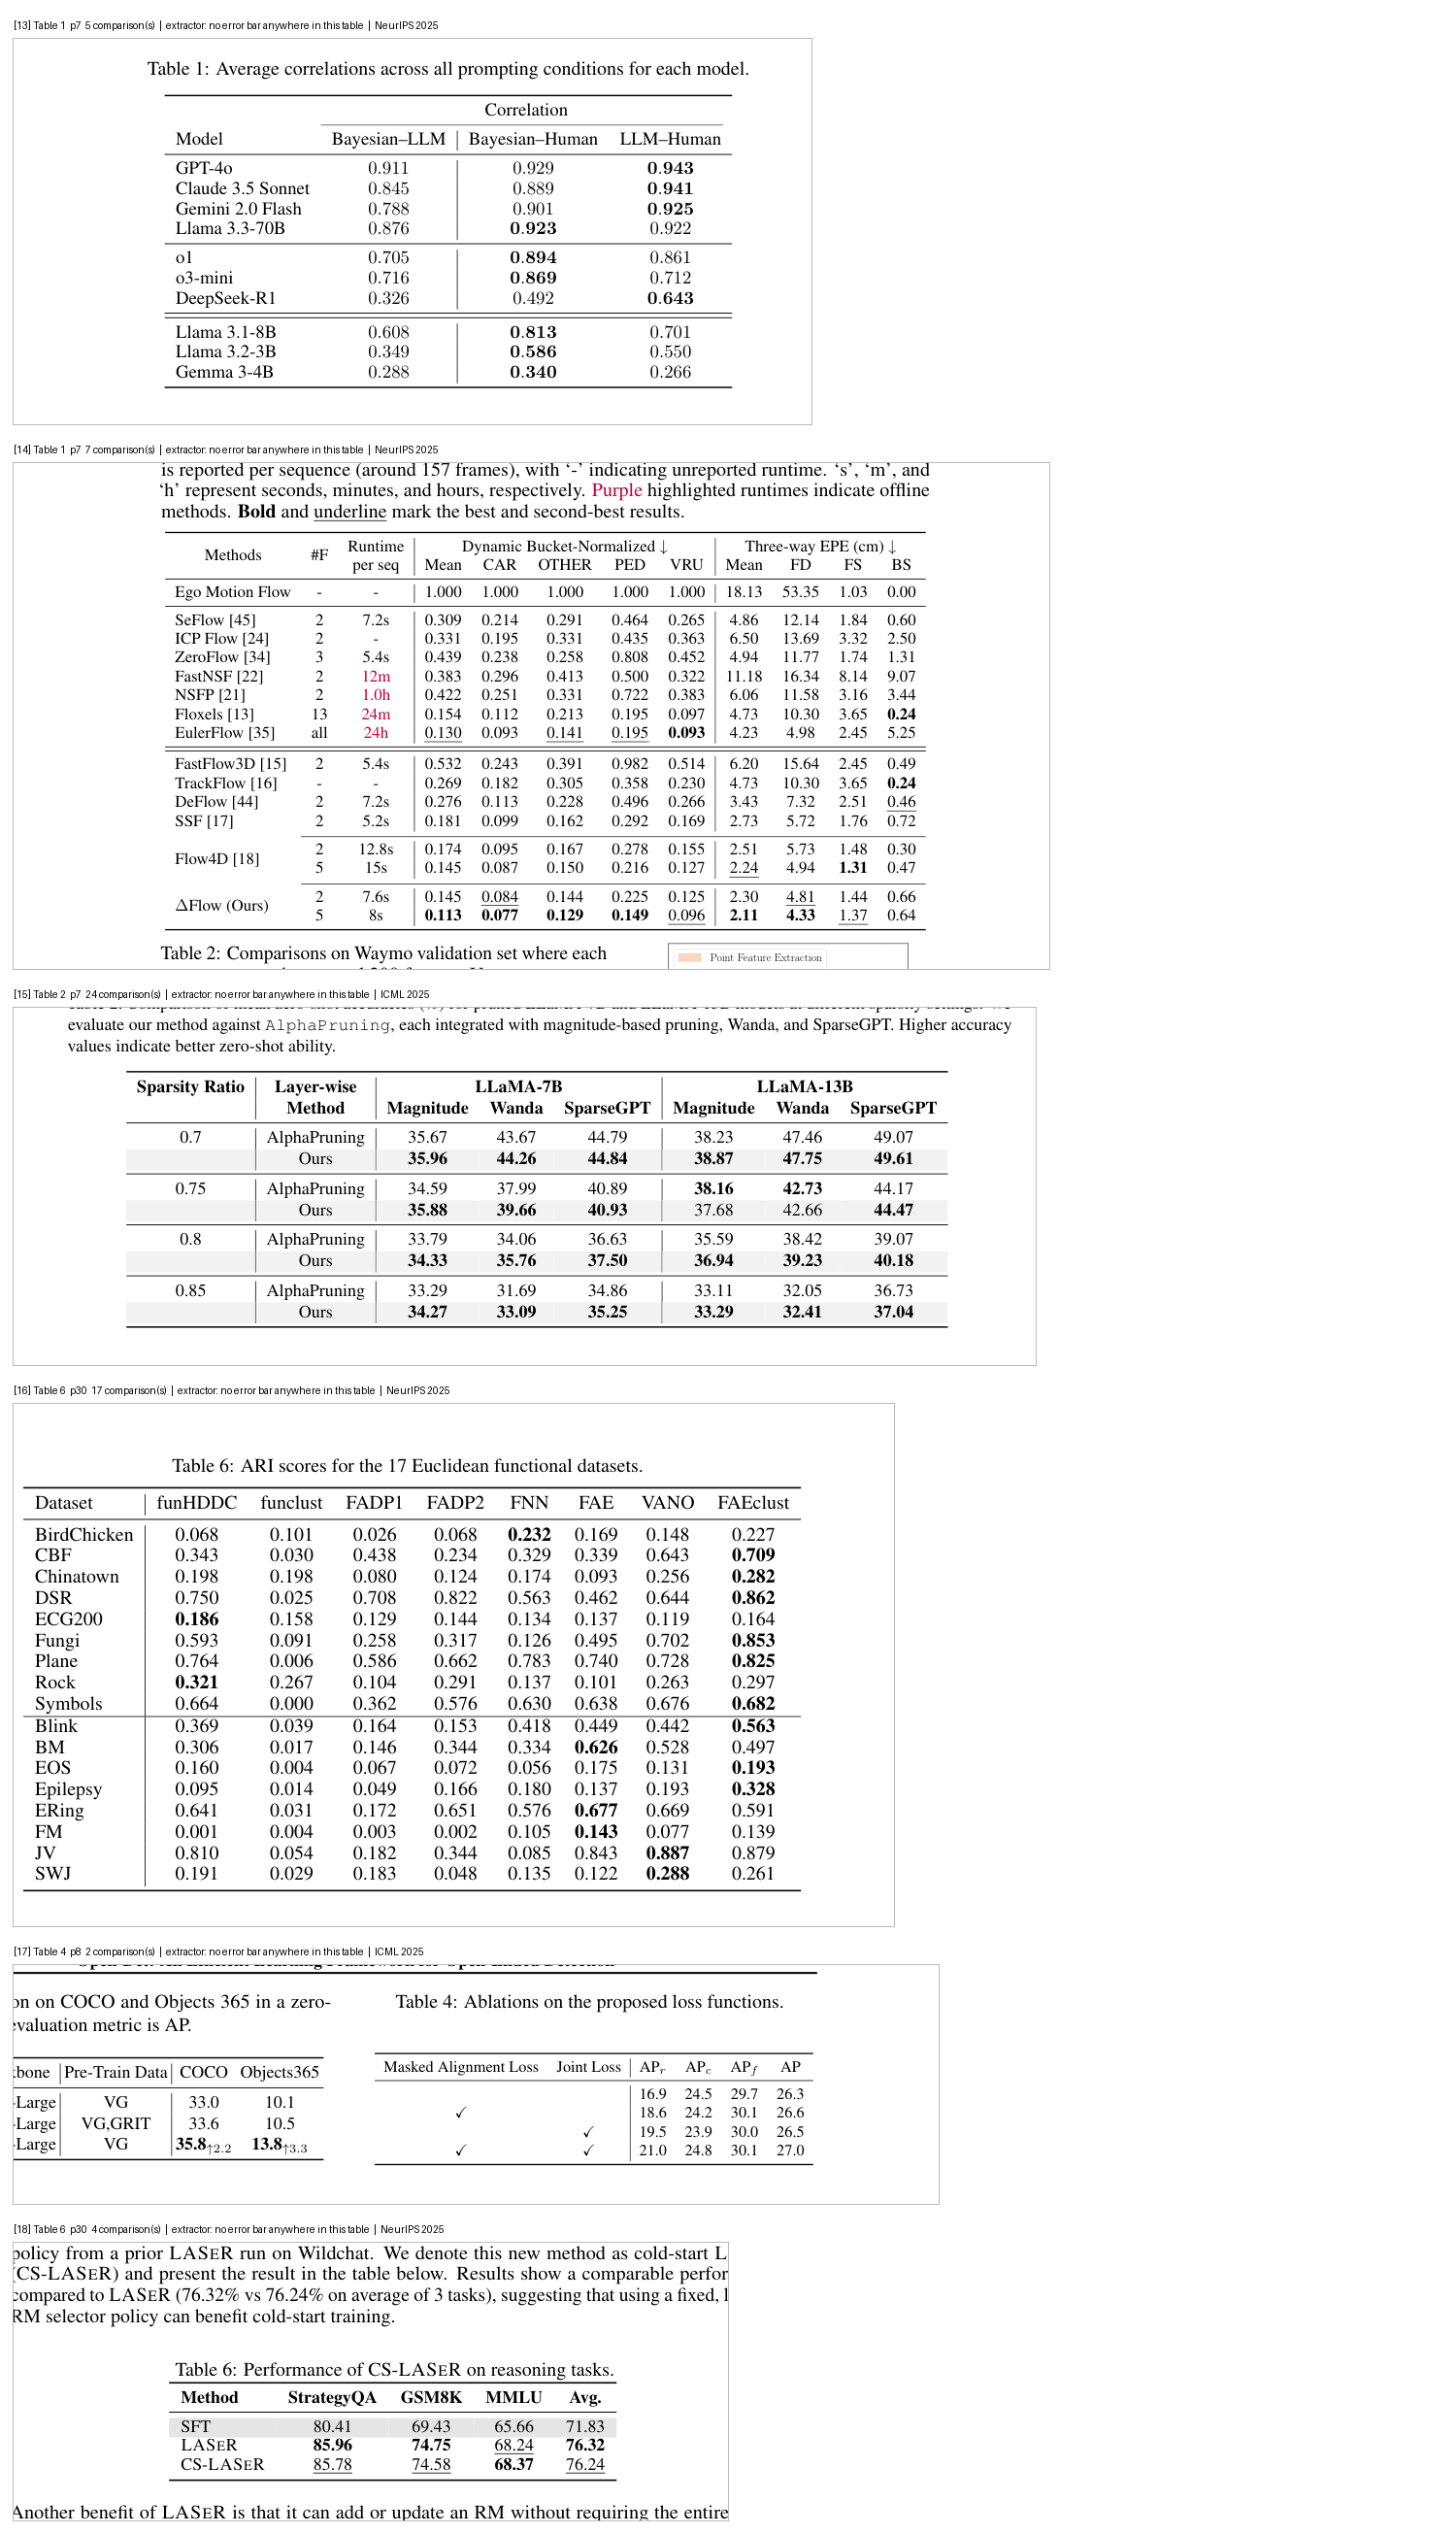 [13] Table 1 p7 5 comparison(s) | extractor: no error bar anywhere in this table | NeurIPS 2025
Table 1: Average correlations across all prompting conditions for each model.
Correlation
Model Bayesian–LLM Bayesian–Human LLM–Human
GPT-4o 0.911 0.929 0.943
Claude 3.5 Sonnet 0.845 0.889 0.941
Gemini 2.0 Flash 0.788 0.901 0.925
Llama 3.3-70B 0.876 0.923 0.922
o1 0.705 0.894 0.861
o3-mini 0.716 0.869 0.712
DeepSeek-R1 0.326 0.492 0.643
Llama 3.1-8B 0.608 0.813 0.701
Llama 3.2-3B 0.349 0.586 0.550
Gemma 3-4B 0.288 0.340 0.266
[14] Table 1 p7 7 comparison(s) | extractor: no error bar anywhere in this table | NeurIPS 2025
is reported per sequence (around 157 frames), with ‘-’ indicating unreported runtime. ‘s’, ‘m’, and
‘h’ represent seconds, minutes, and hours, respectively. Purple highlighted runtimes indicate offline
methods. Bold and underline mark the best and second-best results.
Methods #F Runtime per seq Dynamic Bucket-Normalized ↓ Three-way EPE (cm) ↓
Mean CAR OTHER PED VRU Mean FD FS BS
Ego Motion Flow - - 1.000 1.000 1.000 1.000 1.000 18.13 53.35 1.03 0.00
SeFlow [45] 2 7.2s 0.309 0.214 0.291 0.464 0.265 4.86 12.14 1.84 0.60
ICP Flow [24] 2 - 0.331 0.195 0.331 0.435 0.363 6.50 13.69 3.32 2.50
ZeroFlow [34] 3 5.4s 0.439 0.238 0.258 0.808 0.452 4.94 11.77 1.74 1.31
FastNSF [22] 2 12m 0.383 0.296 0.413 0.500 0.322 11.18 16.34 8.14 9.07
NSFP [21] 2 1.0h 0.422 0.251 0.331 0.722 0.383 6.06 11.58 3.16 3.44
Floxels [13] 13 24m 0.154 0.112 0.213 0.195 0.097 4.73 10.30 3.65 0.24
EulerFlow [35] all 24h 0.130 0.093 0.141 0.195 0.093 4.23 4.98 2.45 5.25
FastFlow3D [15] 2 5.4s 0.532 0.243 0.391 0.982 0.514 6.20 15.64 2.45 0.49
TrackFlow [16] - - 0.269 0.182 0.305 0.358 0.230 4.73 10.30 3.65 0.24
DeFlow [44] 2 7.2s 0.276 0.113 0.228 0.496 0.266 3.43 7.32 2.51 0.46
SSF [17] 2 5.2s 0.181 0.099 0.162 0.292 0.169 2.73 5.72 1.76 0.72
Flow4D [18] 2 12.8s 0.174 0.095 0.167 0.278 0.155 2.51 5.73 1.48 0.30
5 15s 0.145 0.087 0.150 0.216 0.127 2.24 4.94 1.31 0.47
ΔFlow (Ours) 2 7.6s 0.145 0.084 0.144 0.225 0.125 2.30 4.81 1.44 0.66
5 8s 0.113 0.077 0.129 0.149 0.096 2.11 4.33 1.37 0.64
Table 2: Comparisons on Waymo validation set where each
Point Feature Extraction
[15] Table 2 p7 24 comparison(s) | extractor: no error bar anywhere in this table | ICML 2025
evaluate our method against AlphaPruning, each integrated with magnitude-based pruning, Wanda, and SparseGPT. Higher accuracy
values indicate better zero-shot ability.
Sparsity Ratio Layer-wise Method LLaMA-7B LLaMA-13B
Magnitude Wanda SparseGPT Magnitude Wanda SparseGPT
0.7 AlphaPruning 35.67 43.67 44.79 38.23 47.46 49.07
Ours 35.96 44.26 44.84 38.87 47.75 49.61
0.75 AlphaPruning 34.59 37.99 40.89 38.16 42.73 44.17
Ours 35.88 39.66 40.93 37.68 42.66 44.47
0.8 AlphaPruning 33.79 34.06 36.63 35.59 38.42 39.07
Ours 34.33 35.76 37.50 36.94 39.23 40.18
0.85 AlphaPruning 33.29 31.69 34.86 33.11 32.05 36.73
Ours 34.27 33.09 35.25 33.29 32.41 37.04
[16] Table 6 p30 17 comparison(s) | extractor: no error bar anywhere in this table | NeurIPS 2025
Table 6: ARI scores for the 17 Euclidean functional datasets.
Dataset funHDDC funclust FADP1 FADP2 FNN FAE VANO FAEclust
BirdChicken 0.068 0.101 0.026 0.068 0.232 0.169 0.148 0.227
CBF 0.343 0.030 0.438 0.234 0.329 0.339 0.643 0.709
Chinatown 0.198 0.198 0.080 0.124 0.174 0.093 0.256 0.282
DSR 0.750 0.025 0.708 0.822 0.563 0.462 0.644 0.862
ECG200 0.186 0.158 0.129 0.144 0.134 0.137 0.119 0.164
Fungi 0.593 0.091 0.258 0.317 0.126 0.495 0.702 0.853
Plane 0.764 0.006 0.586 0.662 0.783 0.740 0.728 0.825
Rock 0.321 0.267 0.104 0.291 0.137 0.101 0.263 0.297
Symbols 0.664 0.000 0.362 0.576 0.630 0.638 0.676 0.682
Blink 0.369 0.039 0.164 0.153 0.418 0.449 0.442 0.563
BM 0.306 0.017 0.146 0.344 0.334 0.626 0.528 0.497
EOS 0.160 0.004 0.067 0.072 0.056 0.175 0.131 0.193
Epilepsy 0.095 0.014 0.049 0.166 0.180 0.137 0.193 0.328
ERing 0.641 0.031 0.172 0.651 0.576 0.677 0.669 0.591
FM 0.001 0.004 0.003 0.002 0.105 0.143 0.077 0.139
JV 0.810 0.054 0.182 0.344 0.085 0.843 0.887 0.879
SWJ 0.191 0.029 0.183 0.048 0.135 0.122 0.288 0.261
[17] Table 4 p8 2 comparison(s) | extractor: no error bar anywhere in this table | ICML 2025
on on COCO and Objects 365 in a zero-
evaluation metric is AP.
kbone Pre-Train Data COCO Objects365
-Large VG 33.0 10.1
-Large VG,GRIT 33.6 10.5
-Large VG 35.8↑2.2 13.8↑3.3
Table 4: Ablations on the proposed loss functions.
Masked Alignment Loss Joint Loss APr APc APf AP
16.9 24.5 29.7 26.3
✓ 18.6 24.2 30.1 26.6
✓ 19.5 23.9 30.0 26.5
✓ ✓ 21.0 24.8 30.1 27.0
[18] Table 6 p30 4 comparison(s) | extractor: no error bar anywhere in this table | NeurIPS 2025
policy from a prior LASER run on Wildchat. We denote this new method as cold-start L
(CS-LASER) and present the result in the table below. Results show a comparable perfor
compared to LASER (76.32% vs 76.24% on average of 3 tasks), suggesting that using a fixed, l
RM selector policy can benefit cold-start training.
Table 6: Performance of CS-LASER on reasoning tasks.
Method StrategyQA GSM8K MMLU Avg.
SFT 80.41 69.43 65.66 71.83
LASER 85.96 74.75 68.24 76.32
CS-LASER 85.78 74.58 68.37 76.24
Another benefit of LASER is that it can add or update an RM without requiring the entire